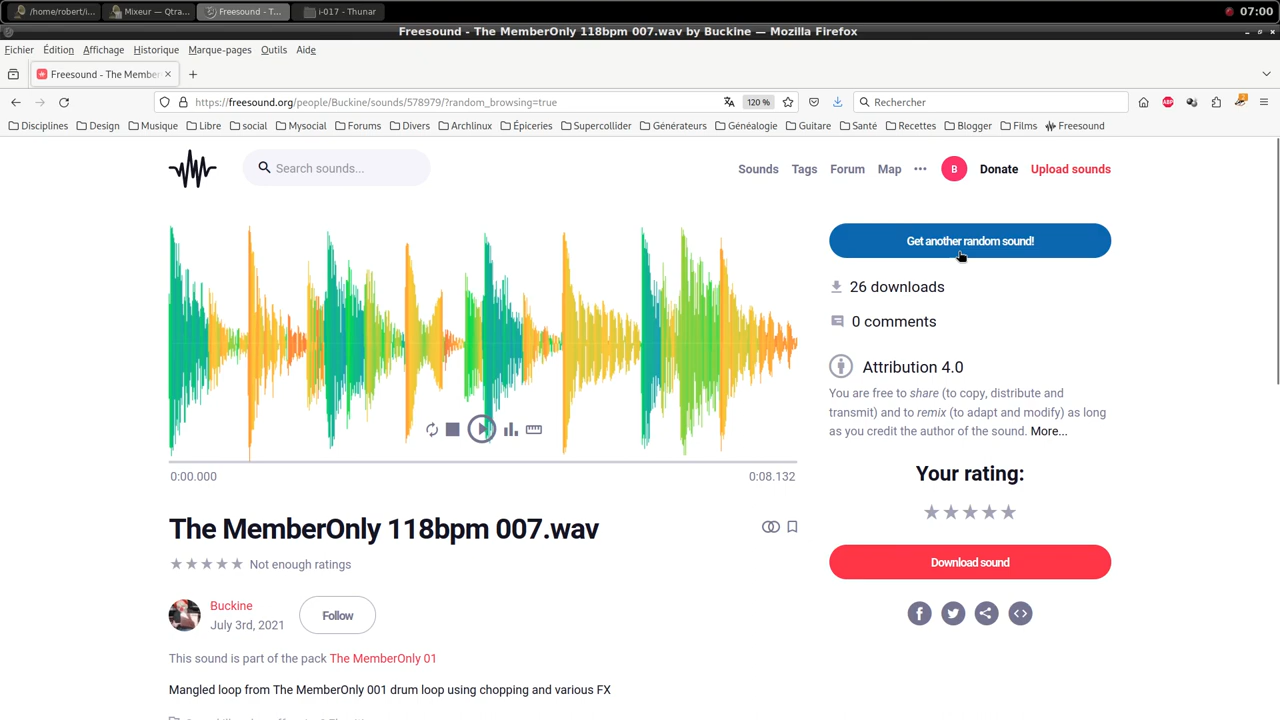 /home/robert/i...
Mixeur — Qtra...
Freesound - T...
i-017 - Thunar
07:00
Freesound - The MemberOnly 118bpm 007.wav by Buckine — Mozilla Firefox
Fichier Édition Affichage Historique Marque-pages Outils Aide
Freesound - The Member
https://freesound.org/people/Buckine/sounds/578979/?random_browsing=true
120 %
Rechercher
ABP
2
Disciplines Design Musique Libre social Mysocial Forums Divers Archlinux Épiceries Supercollider Générateurs Généalogie Guitare Santé Recettes Blogger Films Freesound
Search sounds...
Sounds Tags Forum Map ••• B Donate Upload sounds
Get another random sound!
26 downloads
0 comments
Attribution 4.0
You are free to share (to copy, distribute and
transmit) and to remix (to adapt and modify) as long
as you credit the author of the sound. More...
0:00.000
0:08.132
Your rating:
The MemberOnly 118bpm 007.wav
Not enough ratings
Download sound
Buckine
July 3rd, 2021
Follow
This sound is part of the pack The MemberOnly 01
Mangled loop from The MemberOnly 001 drum loop using chopping and various FX